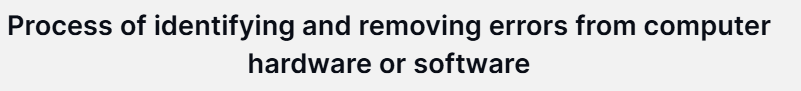 Process of identifying and removing errors from computer
hardware or software